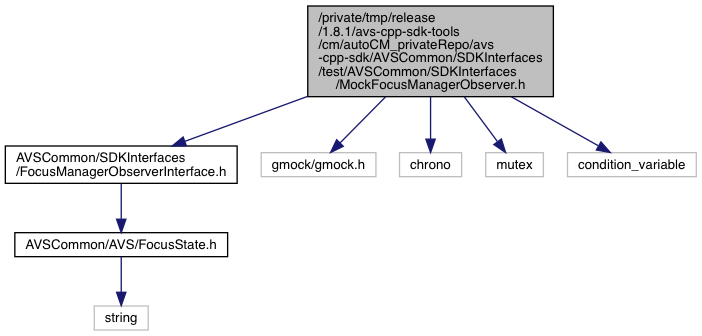 /private/tmp/release
/1.8.1/avs-cpp-sdk-tools
/cm/autoCM_privateRepo/avs
-cpp-sdk/AVSCommon/SDKInterfaces
/test/AVSCommon/SDKInterfaces
/MockFocusManagerObserver.h
AVSCommon/SDKInterfaces
/FocusManagerObserverInterface.h
gmock/gmock.h
chrono
mutex
condition_variable
AVSCommon/AVS/FocusState.h
string